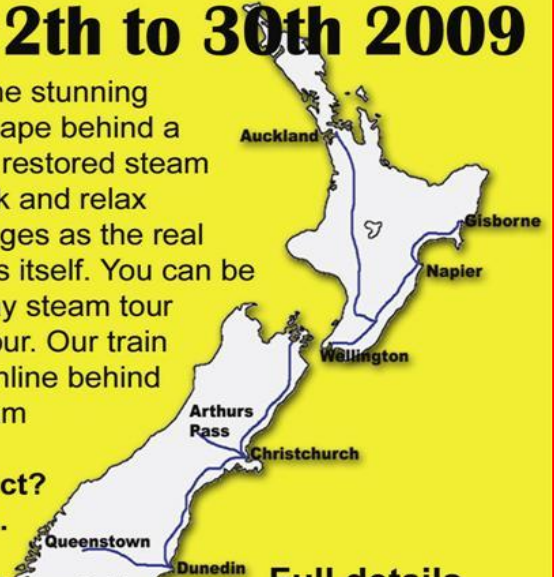 2th to 30th 2009
ne stunning
ape behind a
restored steam
k and relax
ges as the real
s itself. You can be
y steam tour
our. Our train
nline behind
m
ct?
.
Auckland
Gisborne
Napier
Wellington
Arthurs
Pass
Christchurch
Queenstown
Dunedin
Full details